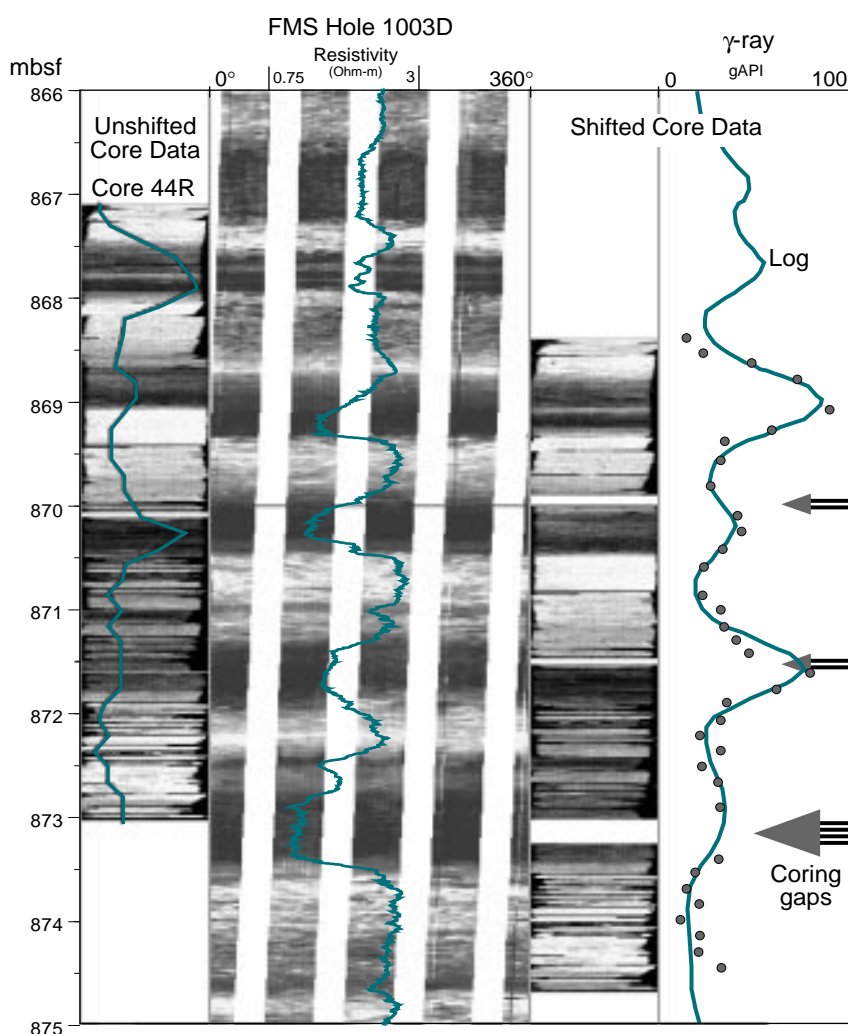 FMS Hole 1003D
mbsf
0°
0.75
Resistivity
(Ohm-m)
3
360°
γ-ray
gAPI
0
100
866
867
868
869
870
871
872
873
874
875
Unshifted
Core Data
Core 44R
Shifted Core Data
Log
Coring
gaps